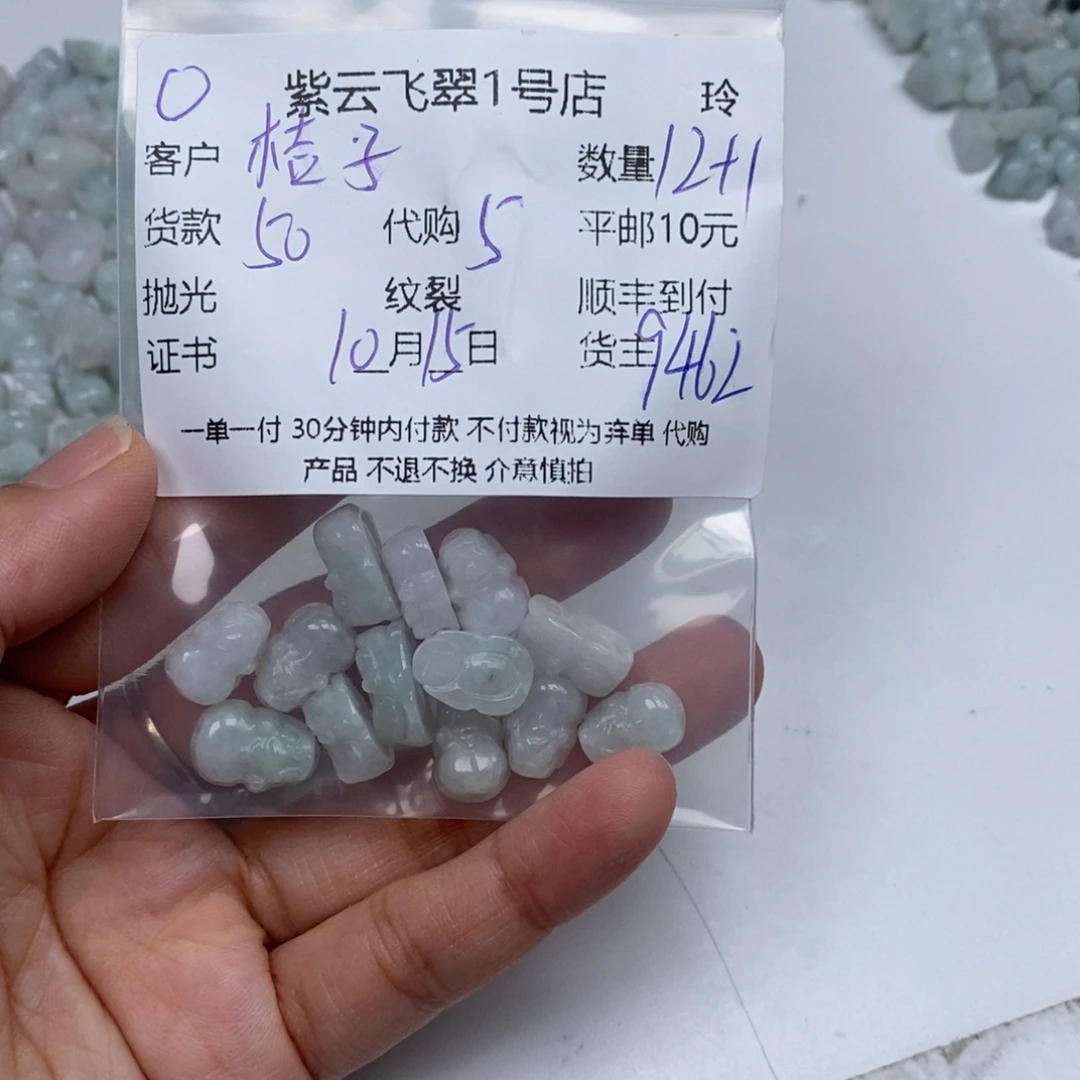 O 紫云飞翠1号店 玲
客户 桔子 数量 12+1
货款 50 代购 5 平邮10元
抛光 纹裂 顺丰到付
证书 10月15日 货主 9462
一单一付 30分钟内付款 不付款视为弃单 代购
产品 不退不换 介意慎拍